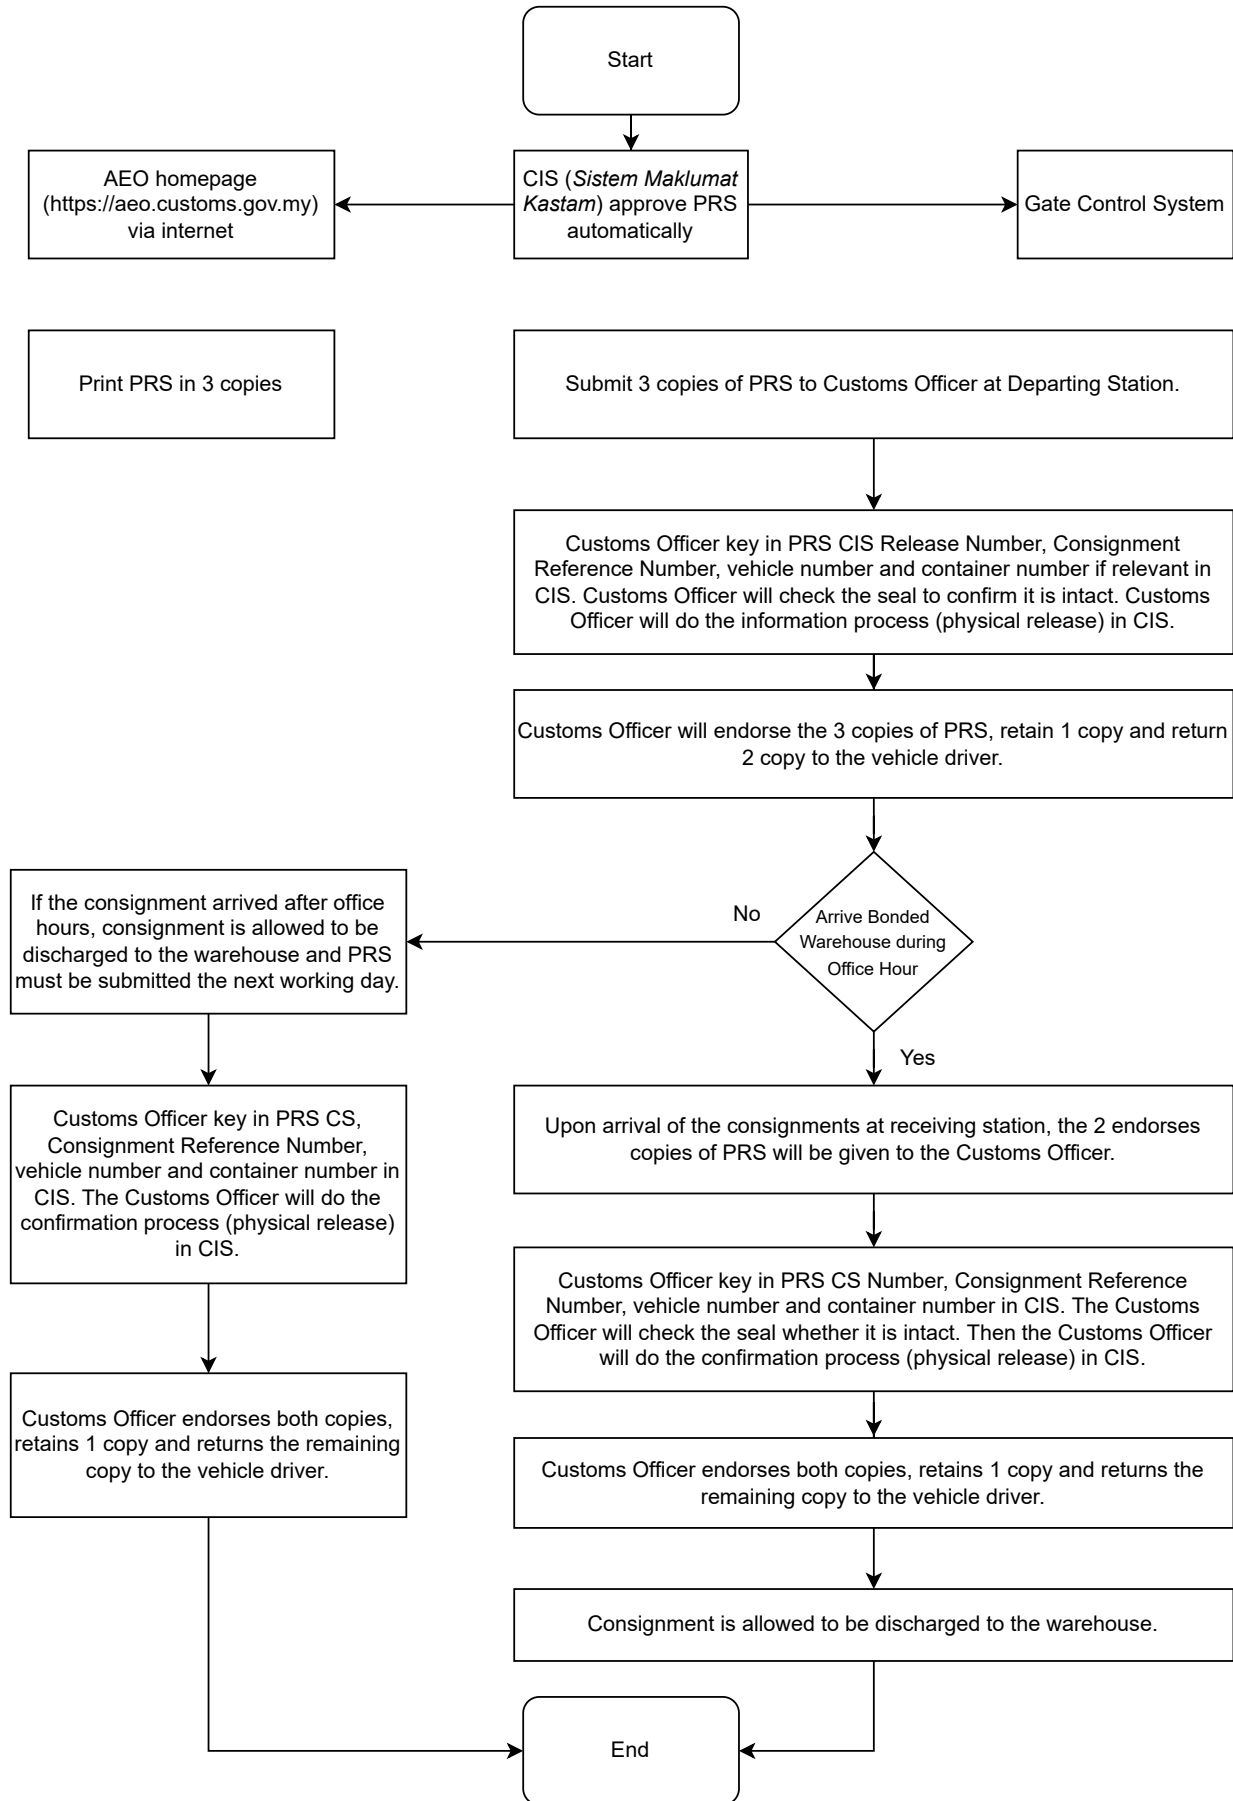 Start
AEO homepage
(https://aeo.customs.gov.my)
via internet
CIS (Sistem Maklumat
Kastam) approve PRS
automatically
Gate Control System
Print PRS in 3 copies
Submit 3 copies of PRS to Customs Officer at Departing Station.
Customs Officer key in PRS CIS Release Number, Consignment
Reference Number, vehicle number and container number if relevant in
CIS. Customs Officer will check the seal to confirm it is intact. Customs
Officer will do the information process (physical release) in CIS.
Customs Officer will endorse the 3 copies of PRS, retain 1 copy and return
2 copy to the vehicle driver.
Arrive Bonded
Warehouse during
Office Hour
No
Yes
If the consignment arrived after office
hours, consignment is allowed to be
discharged to the warehouse and PRS
must be submitted the next working day.
Customs Officer key in PRS CS,
Consignment Reference Number,
vehicle number and container number in
CIS. The Customs Officer will do the
confirmation process (physical release)
in CIS.
Customs Officer endorses both copies,
retains 1 copy and returns the remaining
copy to the vehicle driver.
Upon arrival of the consignments at receiving station, the 2 endorses
copies of PRS will be given to the Customs Officer.
Customs Officer key in PRS CS Number, Consignment Reference
Number, vehicle number and container number in CIS. The Customs
Officer will check the seal whether it is intact. Then the Customs Officer
will do the confirmation process (physical release) in CIS.
Customs Officer endorses both copies, retains 1 copy and returns the
remaining copy to the vehicle driver.
Consignment is allowed to be discharged to the warehouse.
End